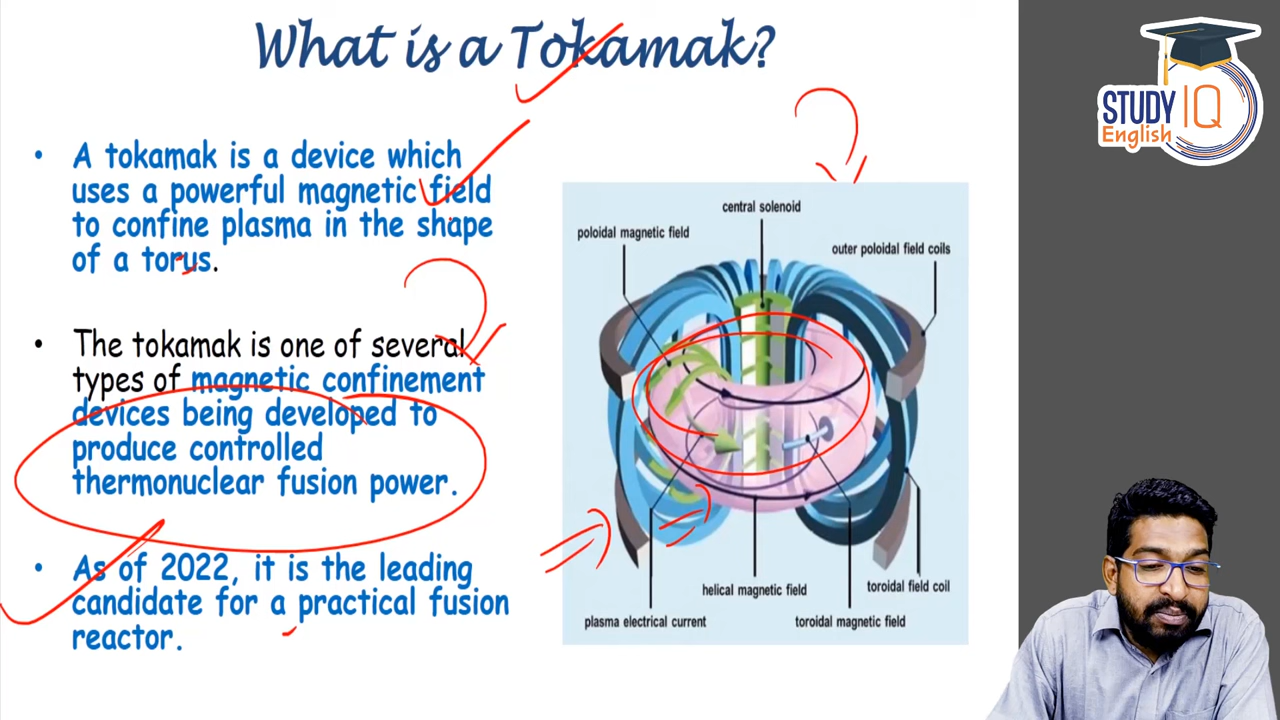 What is a Tokamak?
STUDY IQ
English
• A tokamak is a device which
uses a powerful magnetic field
to confine plasma in the shape
of a torus.
• The tokamak is one of several
types of magnetic confinement
devices being developed to
produce controlled
thermonuclear fusion power.
• As of 2022, it is the leading
candidate for a practical fusion
reactor.
central solenoid
poloidal magnetic field
outer poloidal field coils
helical magnetic field
toroidal field coil
plasma electrical current
toroidal magnetic field